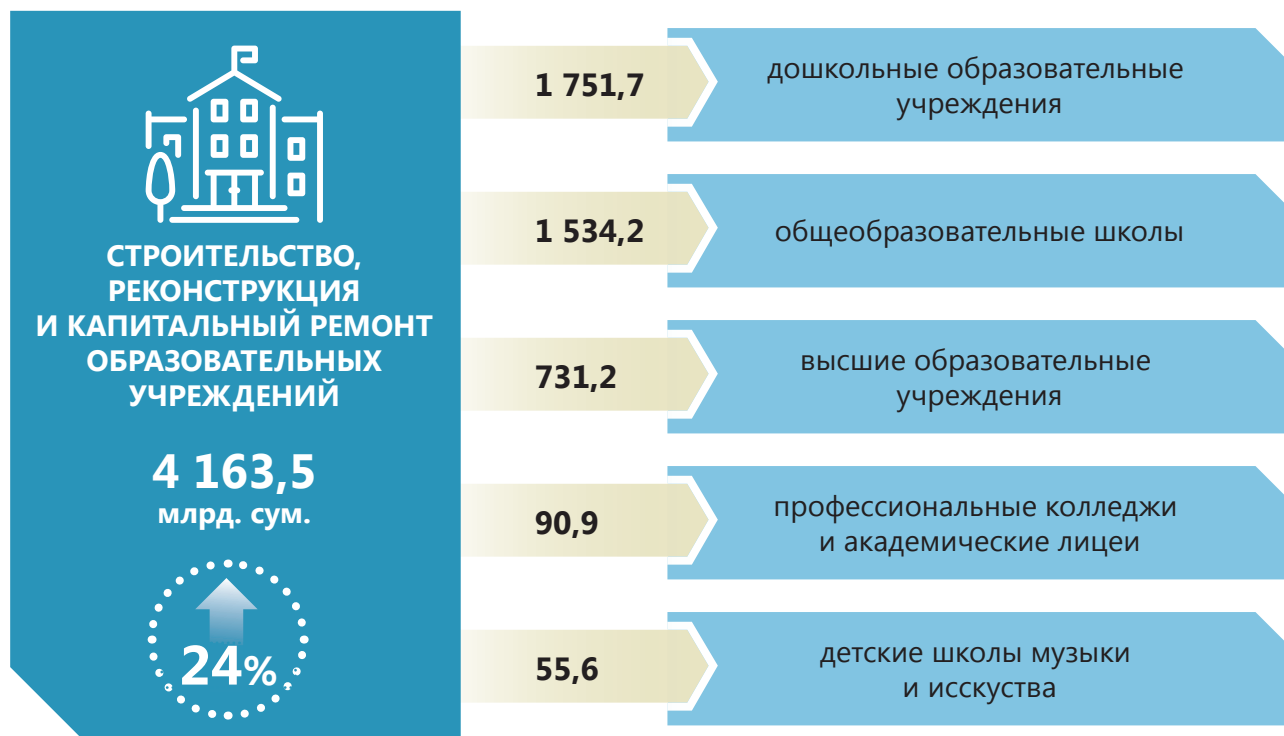 СТРОИТЕЛЬСТВО,
РЕКОНСТРУКЦИЯ
И КАПИТАЛЬНЫЙ РЕМОНТ
ОБРАЗОВАТЕЛЬНЫХ
УЧРЕЖДЕНИЙ
4 163,5
млрд. сум.
24%
1 751,7
дошкольные образовательные
учреждения
1 534,2
общеобразовательные школы
731,2
высшие образовательные
учреждения
90,9
профессиональные колледжи
и академические лицеи
55,6
детские школы музыки
и исскуства